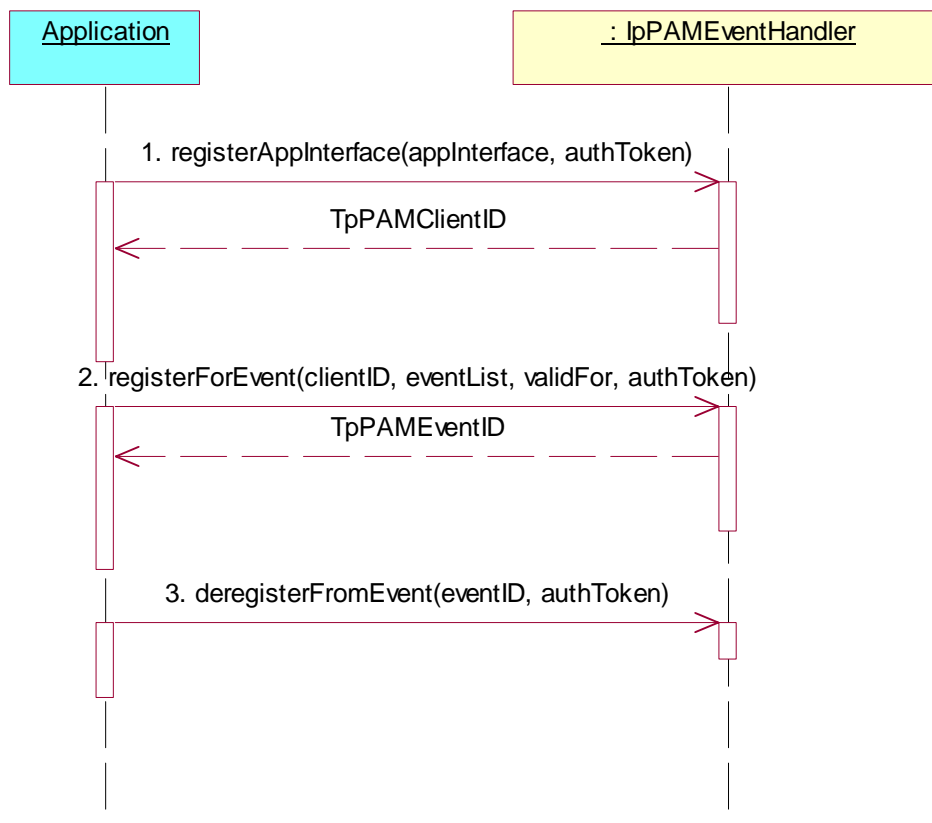 Application
: IpPAMEventHandler
1. registerAppInterface(appInterface, authToken)
TpPAMClientID
2. registerForEvent(clientID, eventList, validFor, authToken)
TpPAMEventID
3. deregisterFromEvent(eventID, authToken)